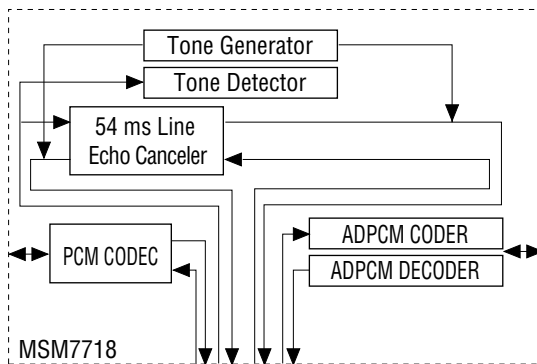 Tone Generator
Tone Detector
54 ms Line
Echo Canceler
PCM CODEC
ADPCM CODER
ADPCM DECODER
MSM7718